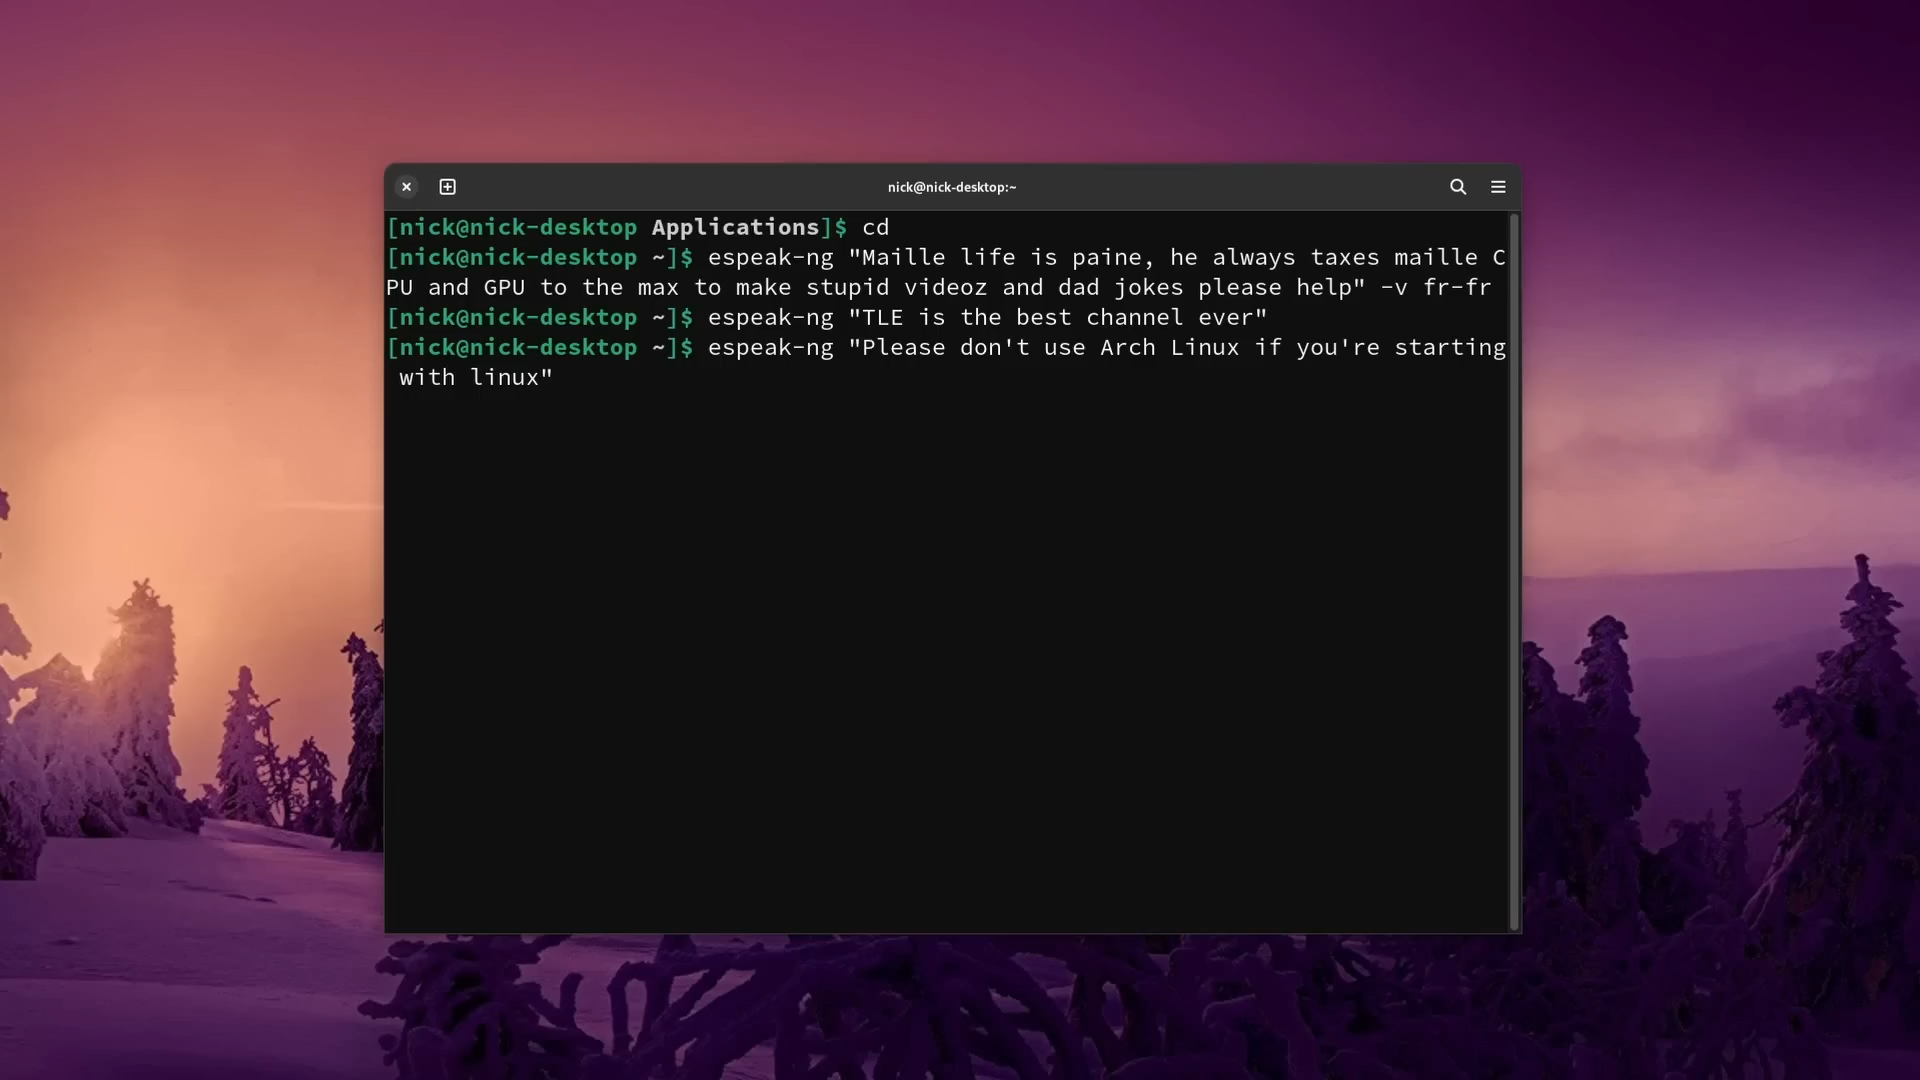 nick@nick-desktop:~
[nick@nick-desktop Applications]$ cd
[nick@nick-desktop ~]$ espeak-ng "Maille life is paine, he always taxes maille C
PU and GPU to the max to make stupid videoz and dad jokes please help" -v fr-fr
[nick@nick-desktop ~]$ espeak-ng "TLE is the best channel ever"
[nick@nick-desktop ~]$ espeak-ng "Please don't use Arch Linux if you're starting
 with linux"